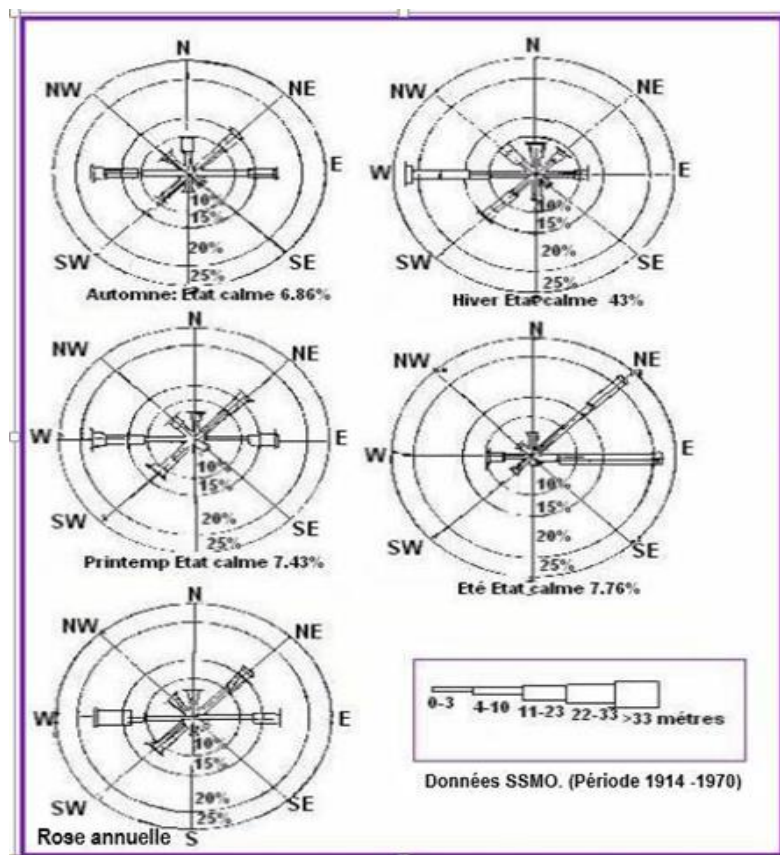 N
NW NE
W E
10%
15%
20%
25%
SW SE
Automne: Etat calme 6.86%
N
NW NE
W E
10%
15%
20%
25%
SW SE
Hiver Etat calme 43%
N
NW NE
W E
10%
15%
20%
25%
SW SE
Printemp Etat calme 7.43%
N
NW NE
W E
10%
15%
20%
25%
SW SE
Eté Etat calme 7.76%
N
NW NE
W E
10%
15%
20%
25%
SW SE
S
Rose annuelle
0-3 4-10 11-23 22-33 >33 métres
Données SSMO. (Période 1914 -1970)